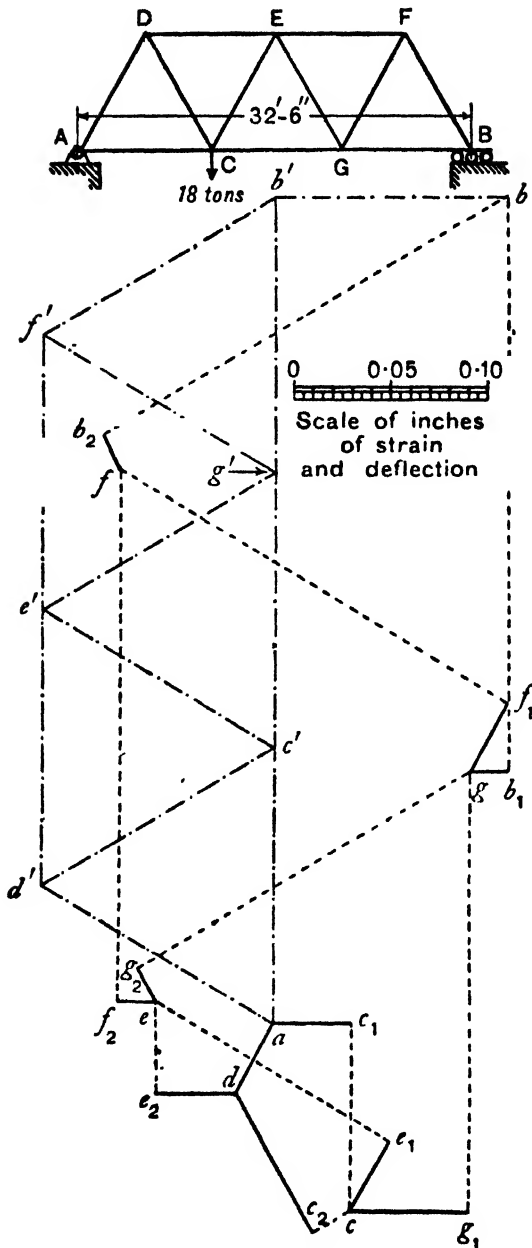 D E F
32'-6"
A B
C G
18 tons
b' b
f'
0 0·05 0·10
Scale of inches
of strain
and deflection
b₂
g'
f
e'
f₁
c'
g b₁
d'
g₂
f₂ e a c₁
e₂ d
e₁
c₂ c g₁